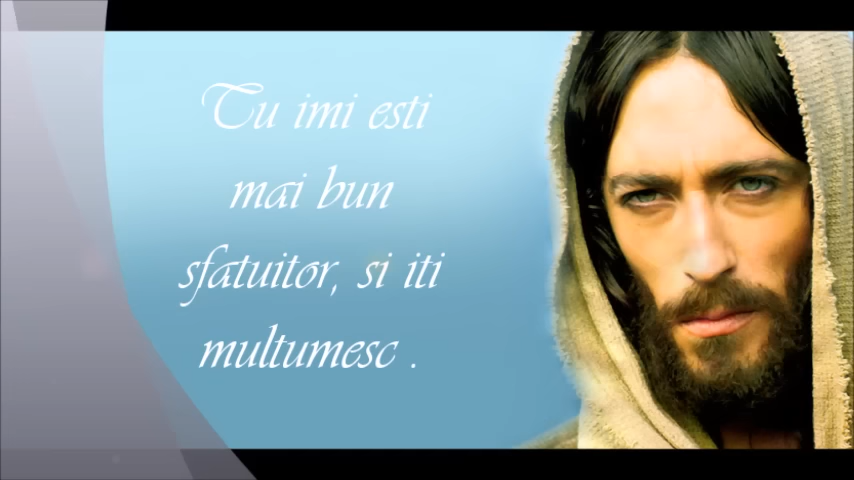 Tu imi esti
mai bun
sfatuitor, si iti
multumesc .